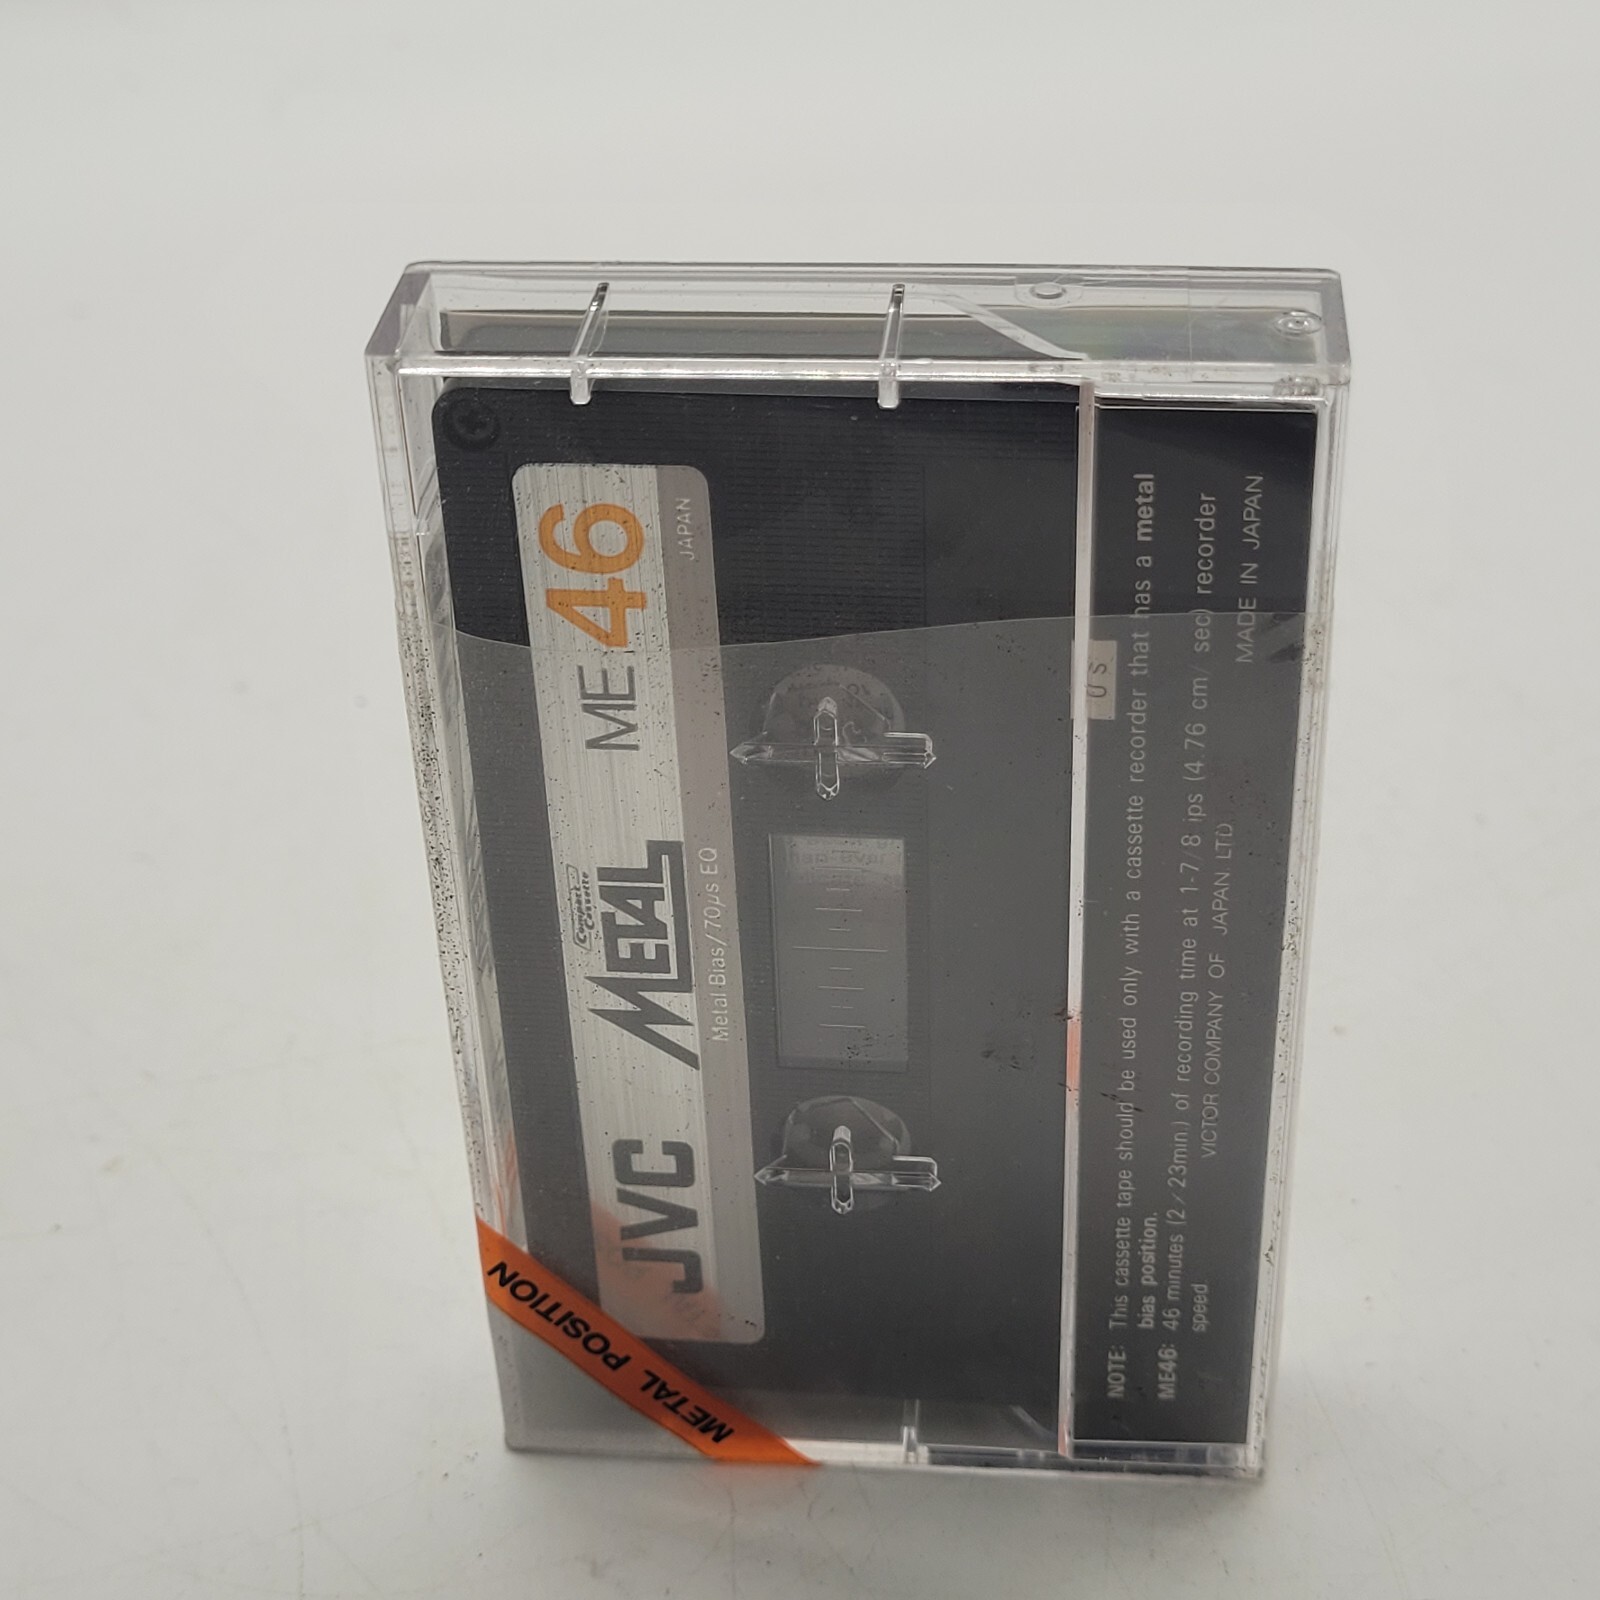 Compact
Cassette
JVC METAL ME 46
Metal Bias/70μs EQ JAPAN
METAL POSITION
NOTE: This cassette tape should be used only with a cassette recorder that has a metal
bias position.
ME46: 46 minutes (2/23min.) of recording time at 1-7/8 ips (4.76 cm/sec) recorder
speed
VICTOR COMPANY OF JAPAN. LTD.
MADE IN JAPAN